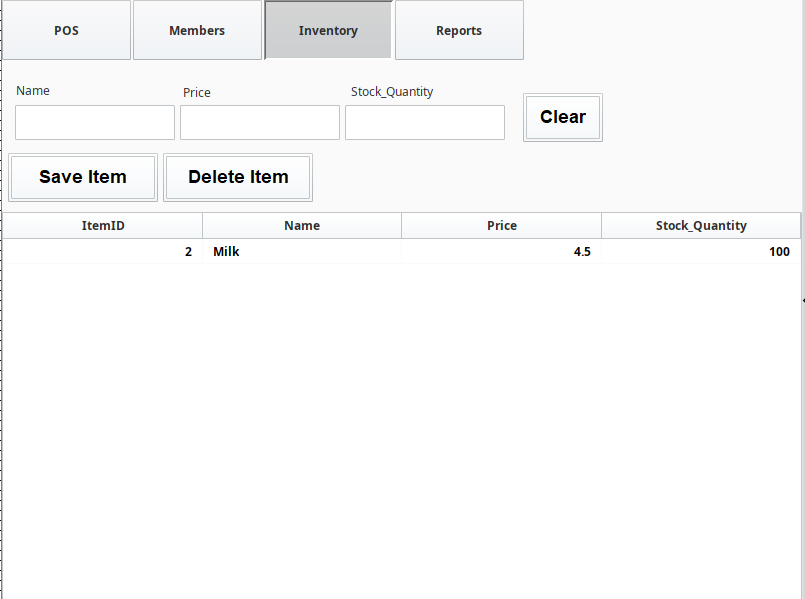 POS Members Inventory Reports
Name Price Stock_Quantity
Clear
Save Item Delete Item
ItemID Name Price Stock_Quantity
2 Milk 4.5 100